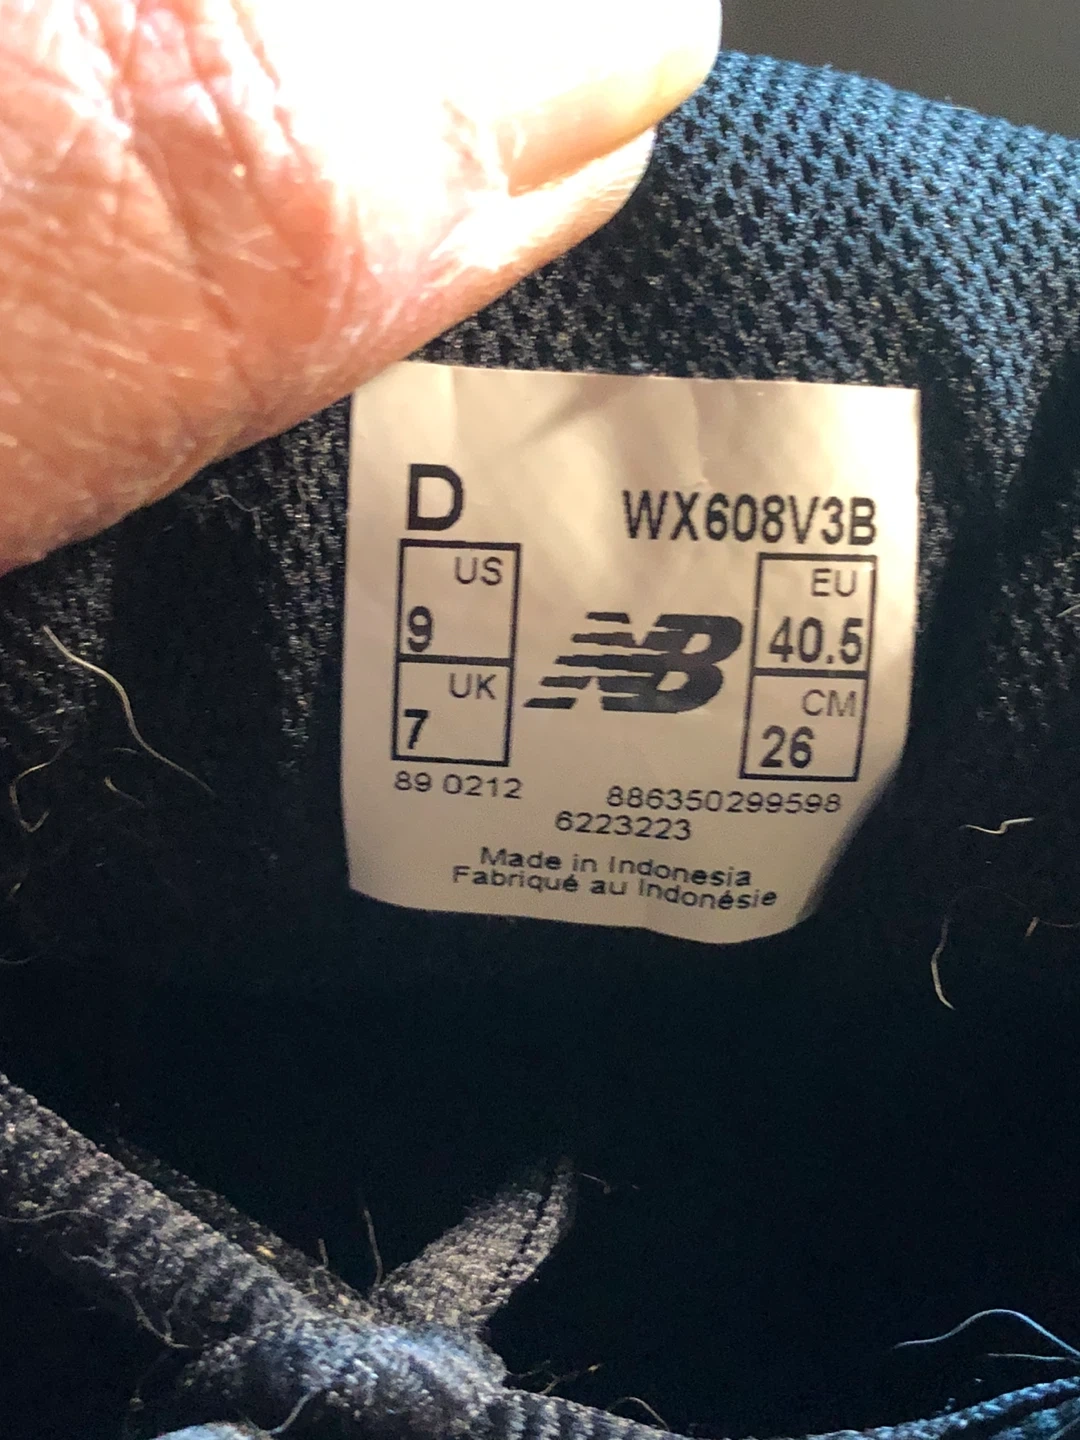 D
WX608V3B
US
9
UK
7
NB
EU
40.5
CM
26
89 0212
886350299598
6223223
Made in Indonesia
Fabriqué au Indonésie